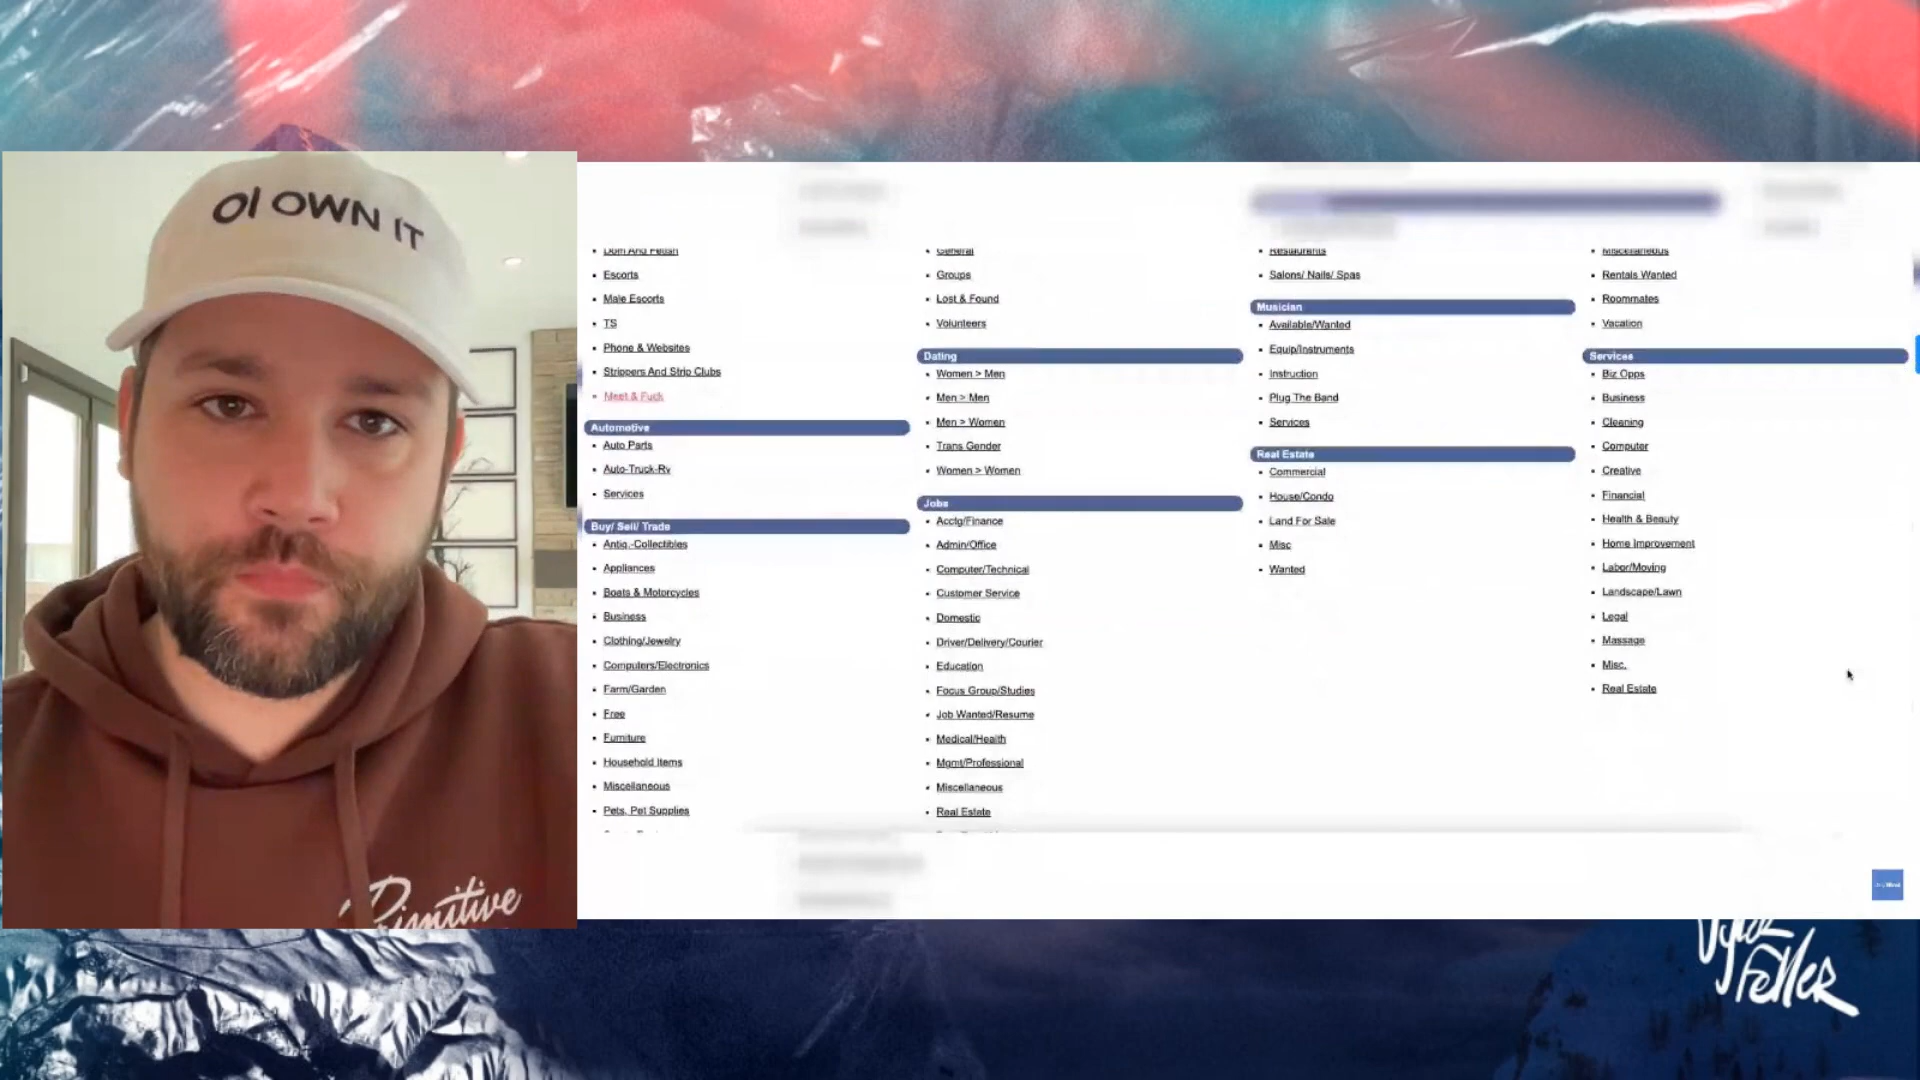 OI OWN IT
Primitive
Dom And Fetish
Escorts
Male Escorts
TS
Phone & Websites
Strippers And Strip Clubs
Meet & Fuck
Automotive
Auto Parts
Auto-Truck-Rv
Services
Buy/ Sell/ Trade
Antiq.-Collectibles
Appliances
Boats & Motorcycles
Business
Clothing/Jewelry
Computers/Electronics
Farm/Garden
Free
Furniture
Household Items
Miscellaneous
Pets, Pet Supplies
General
Groups
Lost & Found
Volunteers
Dating
Women > Men
Men > Men
Men > Women
Trans Gender
Women > Women
Jobs
Acctg/Finance
Admin/Office
Computer/Technical
Customer Service
Domestic
Driver/Delivery/Courier
Education
Focus Group/Studies
Job Wanted/Resume
Medical/Health
Mgmt/Professional
Miscellaneous
Real Estate
Restaurants
Salons/ Nails/ Spas
Musician
Available/Wanted
Equip/Instruments
Instruction
Plug The Band
Services
Real Estate
Commercial
House/Condo
Land For Sale
Misc
Wanted
Miscellaneous
Rentals Wanted
Roommates
Vacation
Services
Biz Opps
Business
Cleaning
Computer
Creative
Financial
Health & Beauty
Home Improvement
Labor/Moving
Landscape/Lawn
Legal
Massage
Misc.
Real Estate
Feller